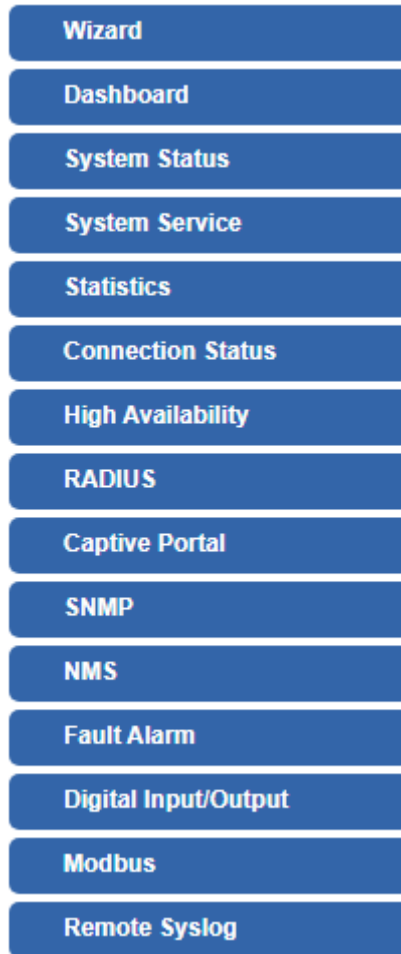 Wizard
Dashboard
System Status
System Service
Statistics
Connection Status
High Availability
RADIUS
Captive Portal
SNMP
NMS
Fault Alarm
Digital Input/Output
Modbus
Remote Syslog